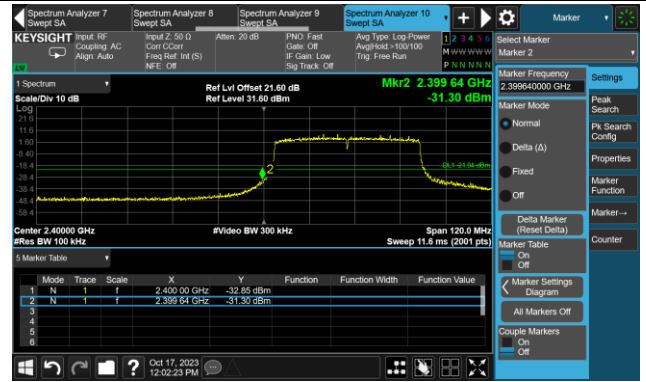 Spectrum Analyzer 7
Swept SA
Spectrum Analyzer 8
Swept SA
Spectrum Analyzer 9
Swept SA
Spectrum Analyzer 10
Swept SA
+
Marker
KEYSIGHT
Input: RF
Coupling: AC
Align: Auto
Input Z: 50 Ω
Corr CCorr
Freq Ref: Int (S)
NFE: Off
Atten: 20 dB
PNO: Fast
Gate: Off
IF Gain: Low
Sig Track: Off
Avg Type: Log-Power
Avg|Hold:>100/100
Trig: Free Run
1 2 3 4 5 6
M W W W W W
P N N N N N
LXI
Select Marker
Marker 2
1 Spectrum
Scale/Div 10 dB
Ref Lvl Offset 21.60 dB
Ref Level 31.60 dBm
Mkr2 2.399 64 GHz
-31.30 dBm
Log
21.6
11.6
1.60
-8.40
-18.4
-28.4
-38.4
-48.4
-58.4
DL1 -21.94 dBm
2
Center 2.40000 GHz
#Res BW 100 kHz
#Video BW 300 kHz
Span 120.0 MHz
Sweep 11.6 ms (2001 pts)
5 Marker Table
Mode Trace Scale X Y Function Function Width Function Value
1 N 1 f 2.400 00 GHz -32.85 dBm
2 N 1 f 2.399 64 GHz -31.30 dBm
3
4
5
6
Marker Frequency
2.399640000 GHz
Marker Mode
Normal
Delta (Δ)
Fixed
Off
Delta Marker
(Reset Delta)
Marker Table
On
Off
Marker Settings
Diagram
All Markers Off
Couple Markers
On
Off
Settings
Peak
Search
Pk Search
Config
Properties
Marker
Function
Marker→
Counter
?
Oct 17, 2023
12:02:23 PM